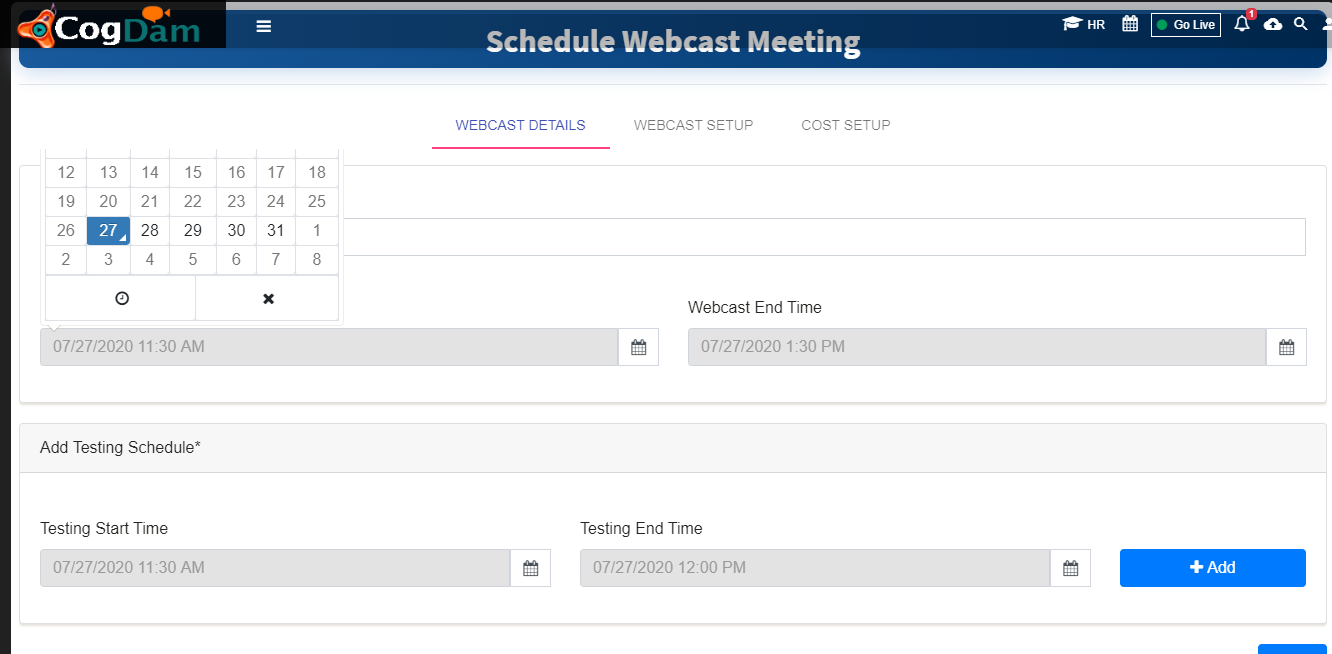 CogDam
HR
Go Live
1
Schedule Webcast Meeting
WEBCAST DETAILS WEBCAST SETUP COST SETUP
12 13 14 15 16 17 18
19 20 21 22 23 24 25
26 27 28 29 30 31 1
2 3 4 5 6 7 8
Webcast End Time
07/27/2020 11:30 AM 07/27/2020 1:30 PM
Add Testing Schedule*
Testing Start Time Testing End Time
07/27/2020 11:30 AM 07/27/2020 12:00 PM Add